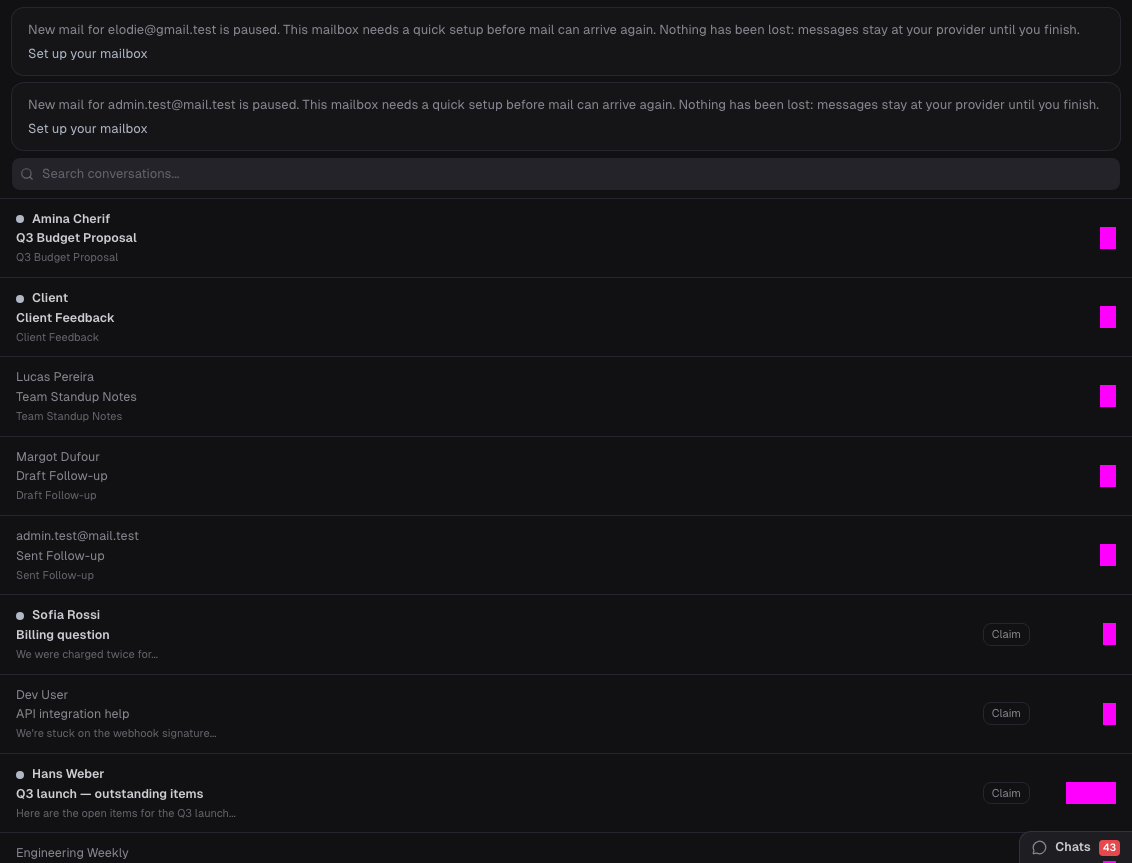 New mail for elodie@gmail.test is paused. This mailbox needs a quick setup before mail can arrive again. Nothing has been lost: messages stay at your provider until you finish.
Set up your mailbox
New mail for admin.test@mail.test is paused. This mailbox needs a quick setup before mail can arrive again. Nothing has been lost: messages stay at your provider until you finish.
Set up your mailbox
Search conversations…
Amina Cherif
Q3 Budget Proposal
Q3 Budget Proposal
Client
Client Feedback
Client Feedback
Lucas Pereira
Team Standup Notes
Team Standup Notes
Margot Dufour
Draft Follow-up
Draft Follow-up
admin.test@mail.test
Sent Follow-up
Sent Follow-up
Sofia Rossi
Billing question
Claim
We were charged twice for…
Dev User
API integration help
Claim
We're stuck on the webhook signature…
Hans Weber
Q3 launch — outstanding items
Claim
Here are the open items for the Q3 launch…
Engineering Weekly
Chats 43